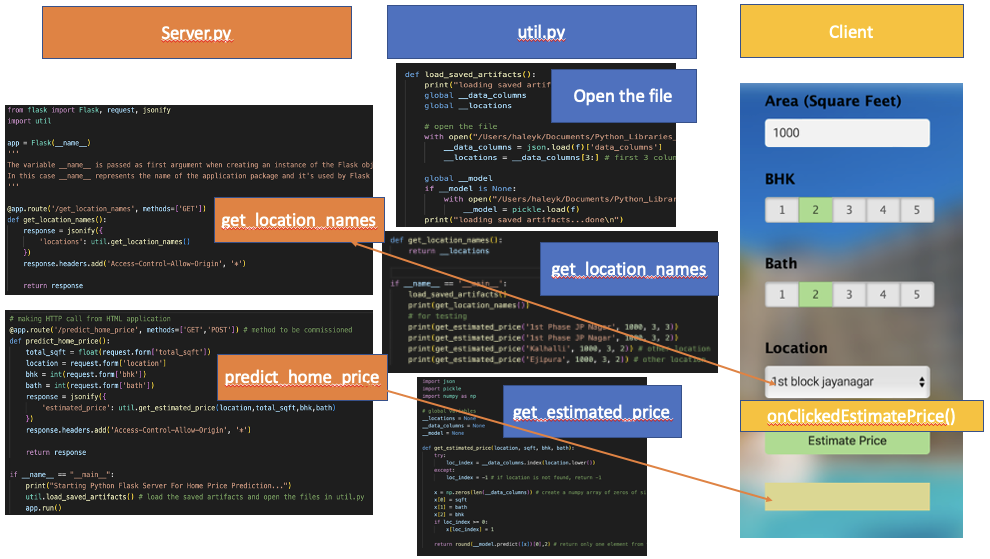 Server.py
util.py
Client
from flask import Flask, request, jsonify
import util
app = Flask(__name__)
'''
The variable __name__ is passed as first argument when creating an instance of the Flask obj
In this case __name__ represents the name of the application package and it's used by Flask
'''
@app.route('/get_location_names', methods=['GET'])
def get_location_names():
    response = jsonify({
        'locations': util.get_location_names()
    })
    response.headers.add('Access-Control-Allow-Origin', '*')
    return response
get_location_names
# making HTTP call from HTML application
@app.route('/predict_home_price', methods=['GET','POST']) # method to be commissioned
def predict_home_price():
    total_sqft = float(request.form['total_sqft'])
    location = request.form['location']
    bhk = int(request.form['bhk'])
    bath = int(request.form['bath'])
    response = jsonify({
        'estimated_price': util.get_estimated_price(location,total_sqft,bhk,bath)
    })
    response.headers.add('Access-Control-Allow-Origin', '*')
    return response
if __name__ == "__main__":
    print("Starting Python Flask Server For Home Price Prediction...")
    util.load_saved_artifacts() # load the saved artifacts and open the files in util.py
    app.run()
predict_home_price
def load_saved_artifacts():
    print("loading saved artif
    global __data_columns
    global __locations
    # open the file
    with open("/Users/haleyk/Documents/Python_Libraries_
        __data_columns = json.load(f)['data_columns']
        __locations = __data_columns[3:] # first 3 colum
    global __model
    if __model is None:
        with open("/Users/haleyk/Documents/Python_Librar
            __model = pickle.load(f)
    print("loading saved artifacts...done\n")
Open the file
def get_location_names():
    return __locations
if __name__ == '__main__':
    load_saved_artifacts()
    print(get_location_names())
    # for testing
    print(get_estimated_price('1st Phase JP Nagar', 1000, 3, 3))
    print(get_estimated_price('1st Phase JP Nagar', 1000, 2, 2))
    print(get_estimated_price('Kalhalli', 1000, 3, 2)) # other location
    print(get_estimated_price('Ejipura', 1000, 3, 2)) # other location
get_location_names
import json
import pickle
import numpy as np
# global variables
__locations = None
__data_columns = None
__model = None
def get_estimated_price(location, sqft, bhk, bath):
    try:
        loc_index = __data_columns.index(location.lower())
    except:
        loc_index = -1 # if location is not found, return -1
    x = np.zeros(len(__data_columns)) # create a numpy array of zeros of si
    x[0] = sqft
    x[1] = bath
    x[2] = bhk
    if loc_index >= 0:
        x[loc_index] = 1
    return round(__model.predict([x])[0],2) # return only one element from
get_estimated_price
Area (Square Feet)
1000
BHK
1 2 3 4 5
Bath
1 2 3 4 5
Location
1st block jayanagar
onClickedEstimatePrice()
Estimate Price